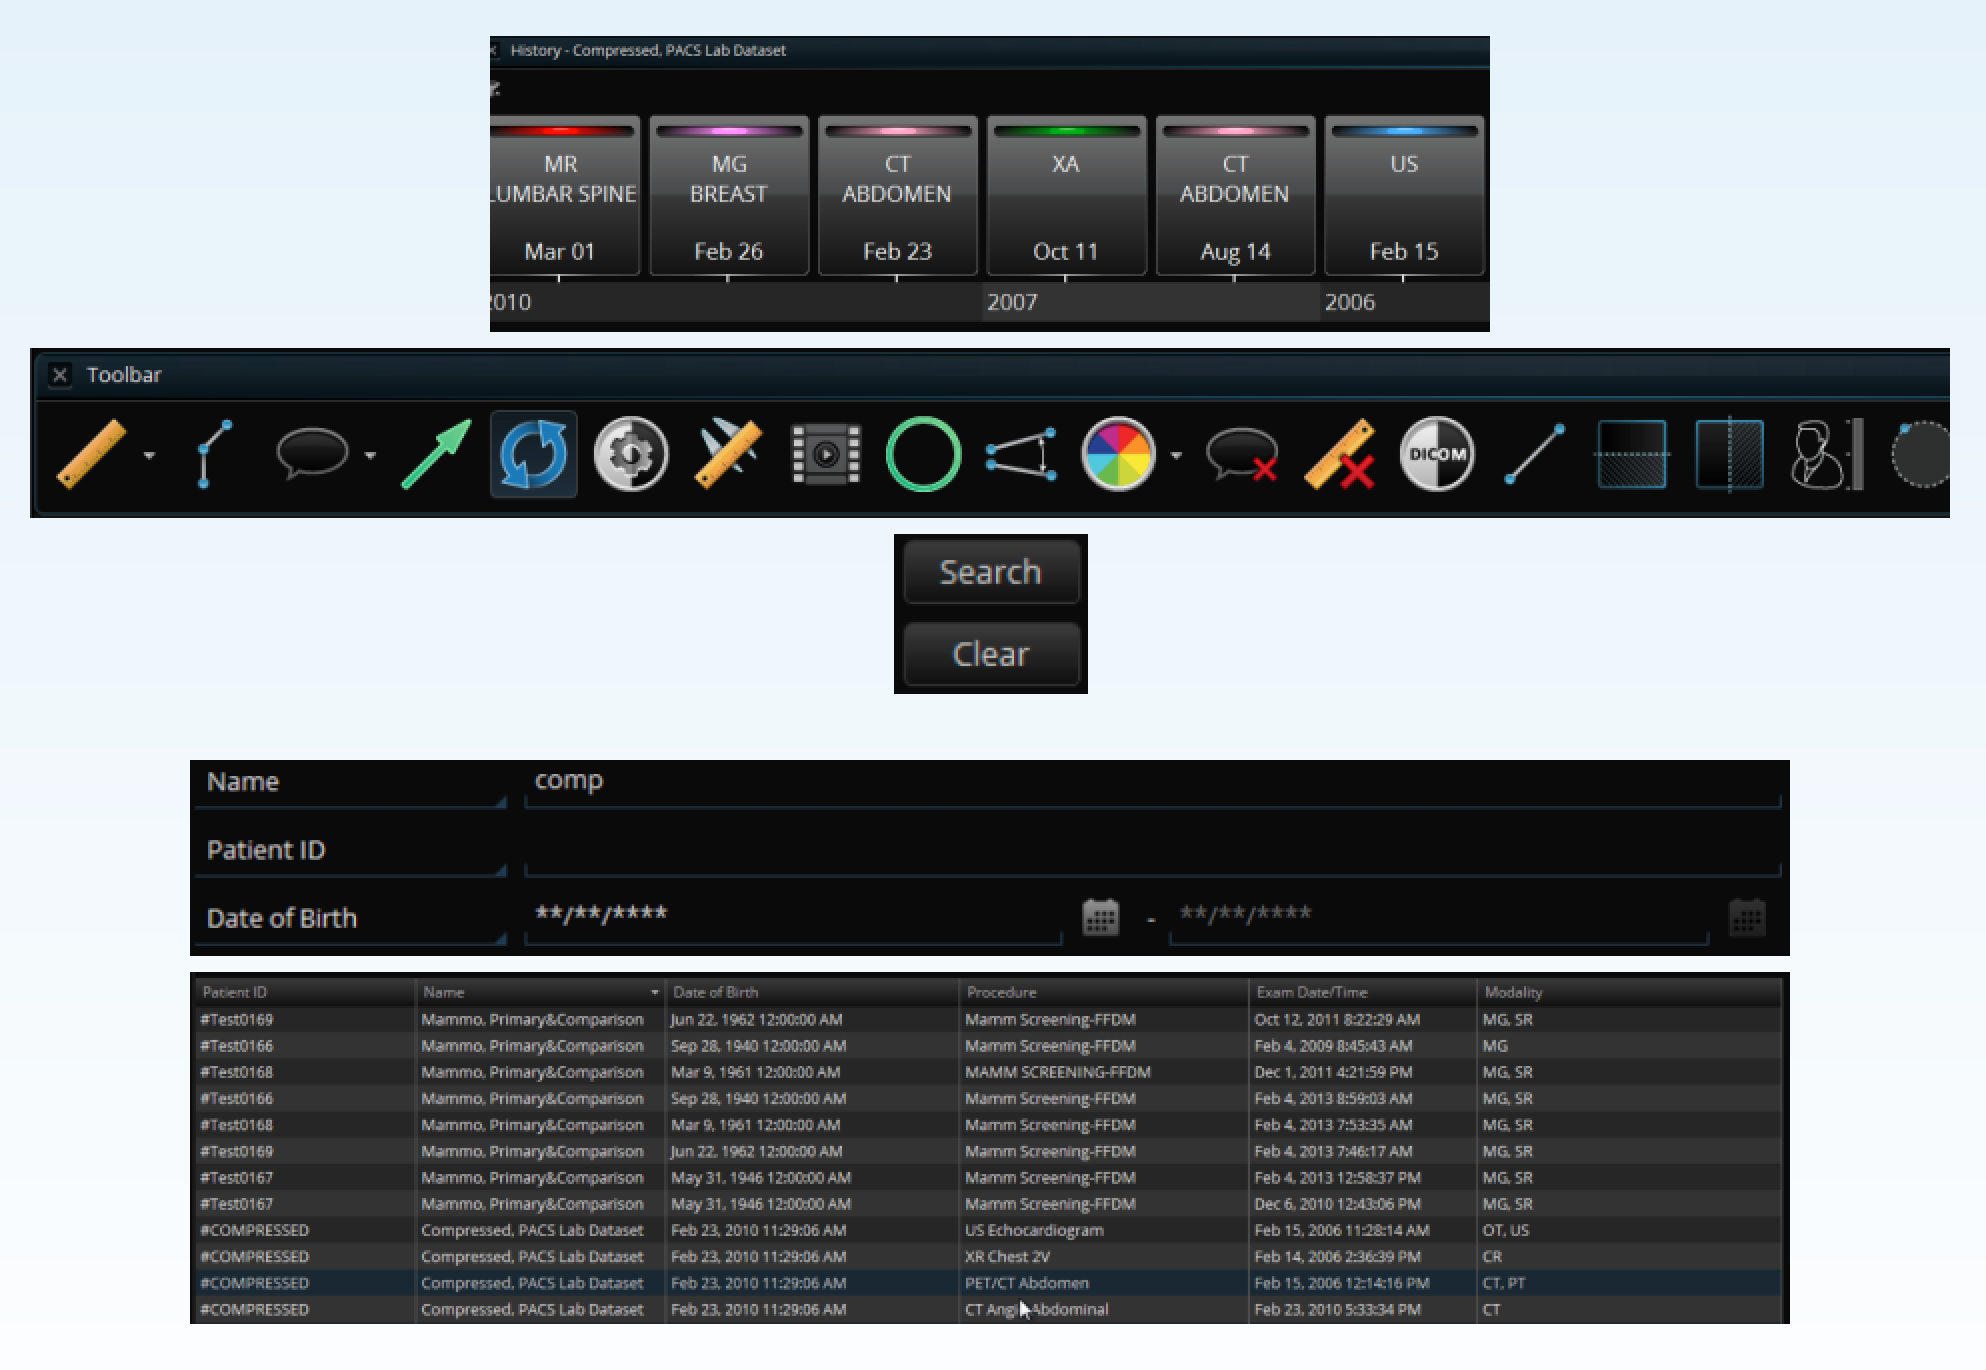 History - Compressed, PACS Lab Dataset
MR MG CT XA CT US
LUMBAR SPINE BREAST ABDOMEN ABDOMEN
Mar 01 Feb 26 Feb 23 Oct 11 Aug 14 Feb 15
2010 2007 2006
Toolbar
DICOM
Search
Clear
Name comp
Patient ID
Date of Birth **/**/**** - **/**/****
Patient ID Name Date of Birth Procedure Exam Date/Time Modality
#Test0169 Mammo, Primary&Comparison Jun 22, 1962 12:00:00 AM Mamm Screening-FFDM Oct 12, 2011 8:22:29 AM MG, SR
#Test0166 Mammo, Primary&Comparison Sep 28, 1940 12:00:00 AM Mamm Screening-FFDM Feb 4, 2009 8:45:43 AM MG
#Test0168 Mammo, Primary&Comparison Mar 9, 1961 12:00:00 AM MAMM SCREENING-FFDM Dec 1, 2011 4:21:59 PM MG, SR
#Test0166 Mammo, Primary&Comparison Sep 28, 1940 12:00:00 AM Mamm Screening-FFDM Feb 4, 2013 8:59:03 AM MG, SR
#Test0168 Mammo, Primary&Comparison Mar 9, 1961 12:00:00 AM Mamm Screening-FFDM Feb 4, 2013 7:53:35 AM MG, SR
#Test0169 Mammo, Primary&Comparison Jun 22, 1962 12:00:00 AM Mamm Screening-FFDM Feb 4, 2013 7:46:17 AM MG, SR
#Test0167 Mammo, Primary&Comparison May 31, 1946 12:00:00 AM Mamm Screening-FFDM Feb 4, 2013 12:58:37 PM MG, SR
#Test0167 Mammo, Primary&Comparison May 31, 1946 12:00:00 AM Mamm Screening-FFDM Dec 6, 2010 12:43:06 PM MG, SR
#COMPRESSED Compressed, PACS Lab Dataset Feb 23, 2010 11:29:06 AM US Echocardiogram Feb 15, 2006 11:28:14 AM OT, US
#COMPRESSED Compressed, PACS Lab Dataset Feb 23, 2010 11:29:06 AM XR Chest 2V Feb 14, 2006 2:36:39 PM CR
#COMPRESSED Compressed, PACS Lab Dataset Feb 23, 2010 11:29:06 AM PET/CT Abdomen Feb 15, 2006 12:14:16 PM CT, PT
#COMPRESSED Compressed, PACS Lab Dataset Feb 23, 2010 11:29:06 AM CT Angio Abdominal Feb 23, 2010 5:33:34 PM CT